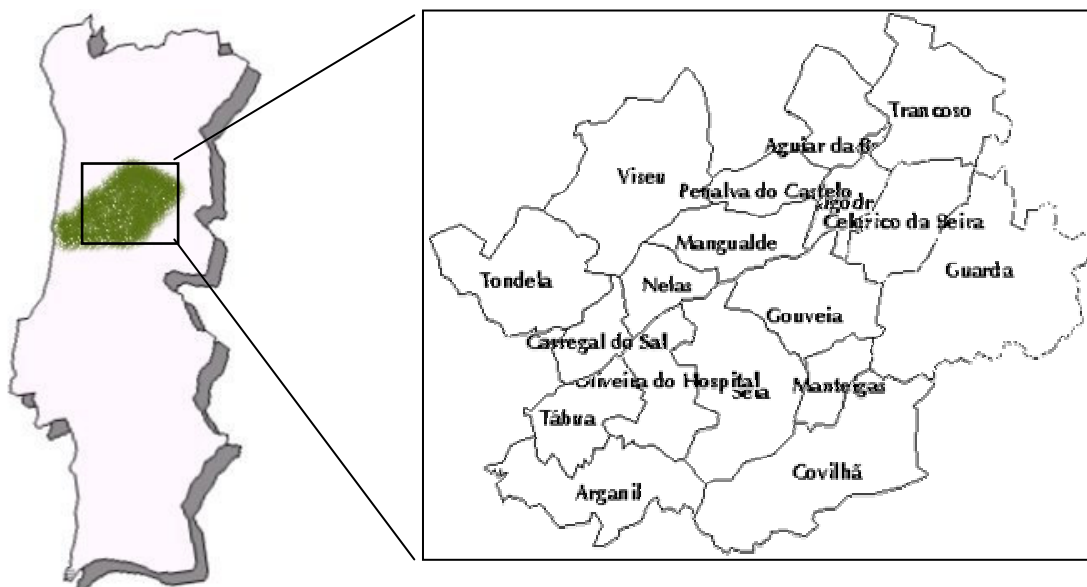 Trancoso
Aguiar da B
Viseu
Penalva do Castelo
Celorico da Beira
Mangualde
Guarda
Tondela
Nelas
Gouveia
Carregal do Sal
Oliveira do Hospital
Manteigas
Seia
Tábua
Covilhã
Arganil